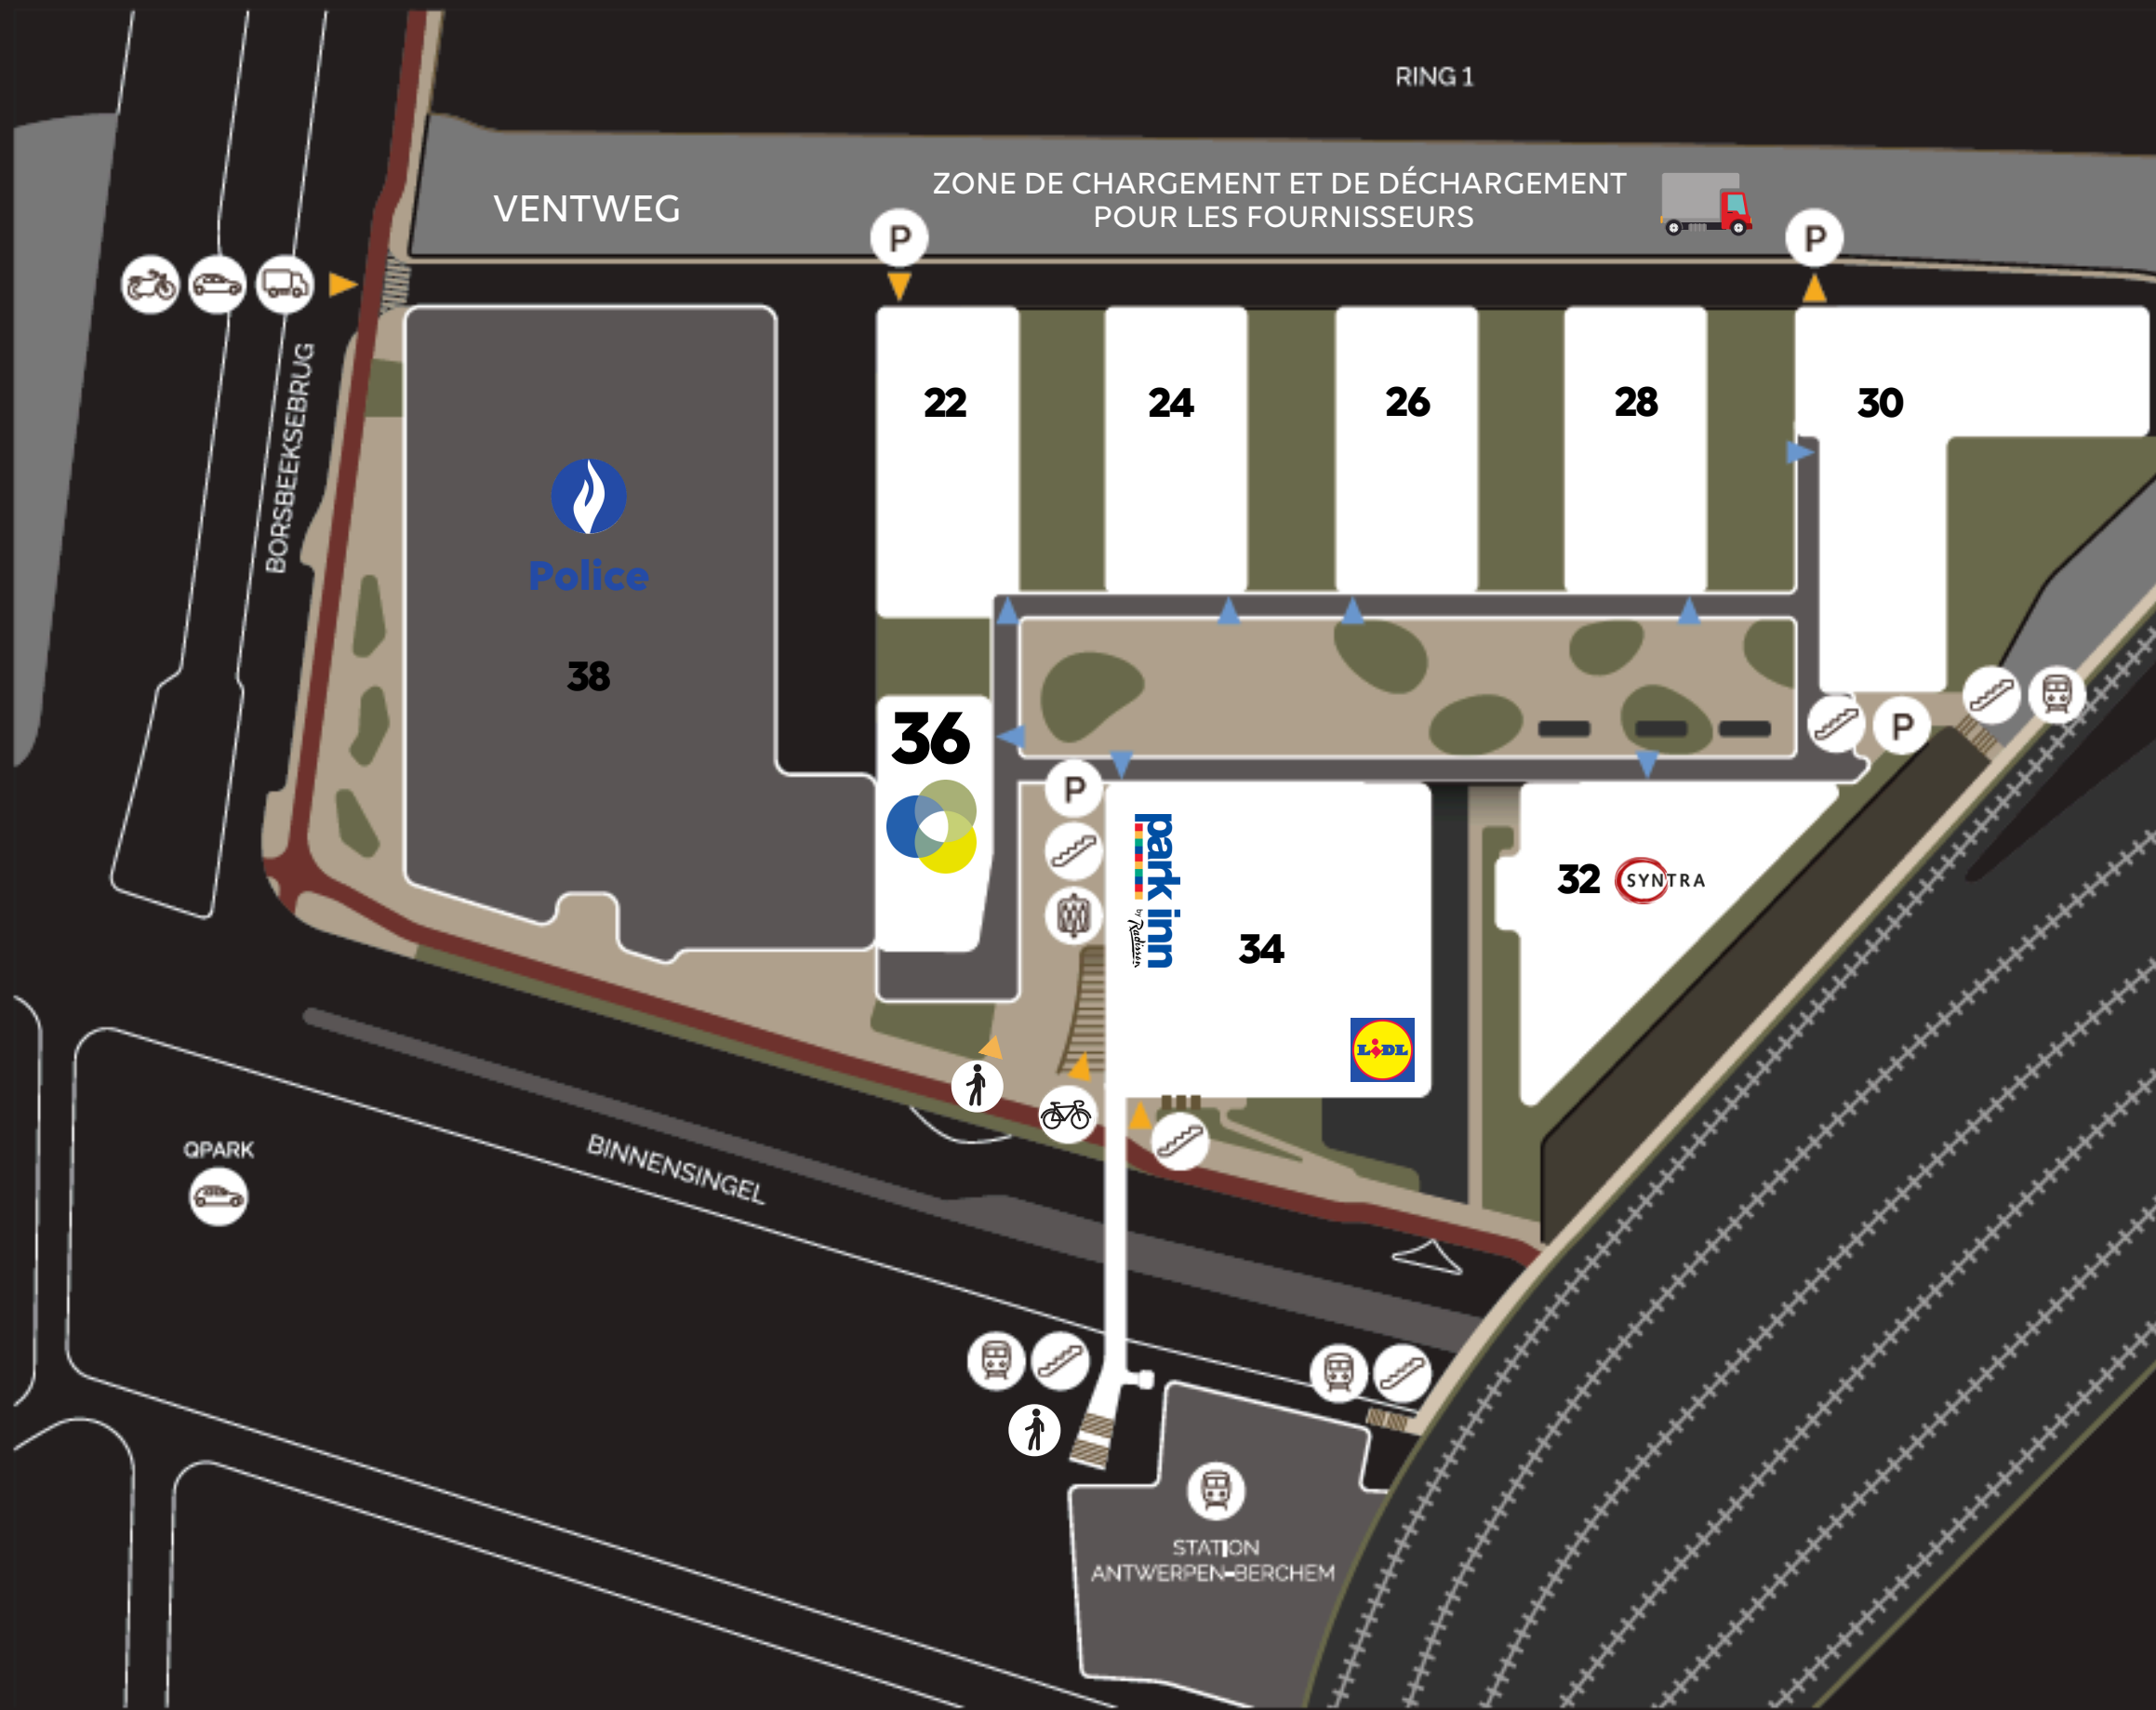 RING 1
ZONE DE CHARGEMENT ET DE DÉCHARGEMENT
POUR LES FOURNISSEURS
VENTWEG
P
P
BORSBEEKSEBRUG
22
24
26
28
30
Police
38
36
P
P
park inn
by Radisson
34
32
SYNTRA
LIDL
QPARK
BINNENSINGEL
STATION
ANTWERPEN-BERCHEM